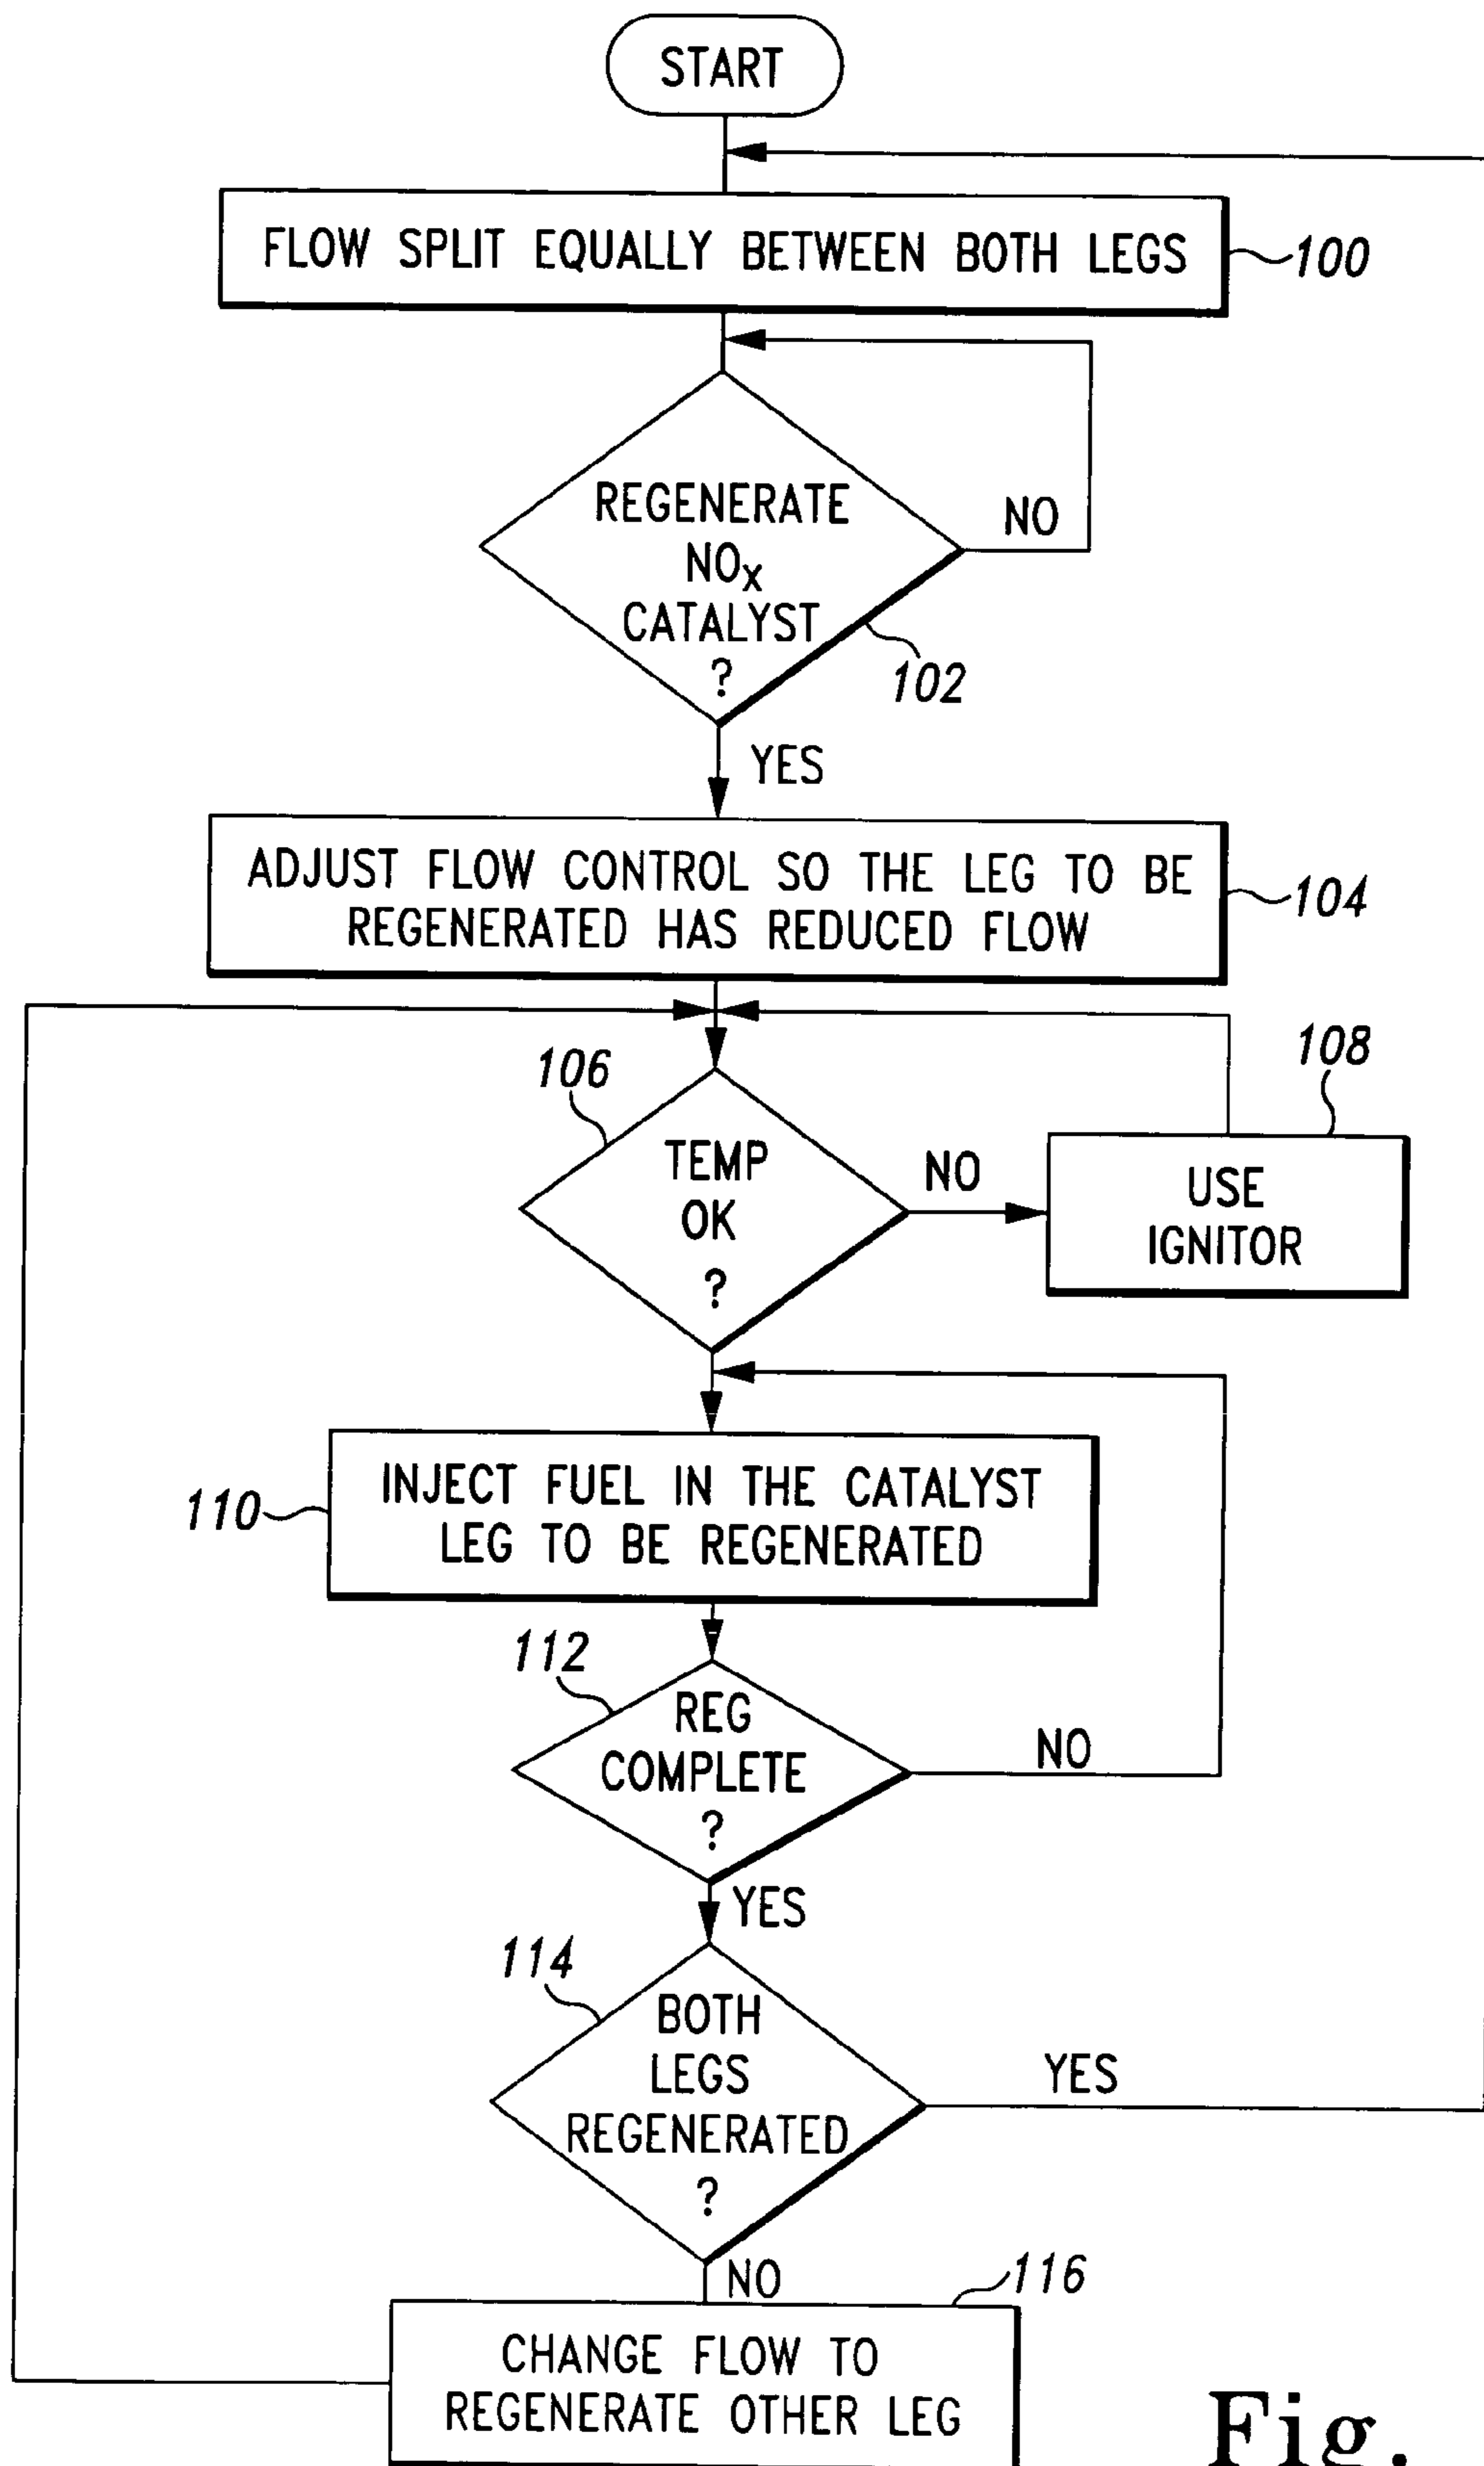 START
FLOW SPLIT EQUALLY BETWEEN BOTH LEGS
100
REGENERATE
NOx
CATALYST
?
NO
102
YES
ADJUST FLOW CONTROL SO THE LEG TO BE
REGENERATED HAS REDUCED FLOW
104
106
TEMP
OK
?
NO
108
USE
IGNITOR
110
INJECT FUEL IN THE CATALYST
LEG TO BE REGENERATED
112
REG
COMPLETE
?
NO
YES
114
BOTH
LEGS
REGENERATED
?
YES
NO
116
CHANGE FLOW TO
REGENERATE OTHER LEG
Fig.